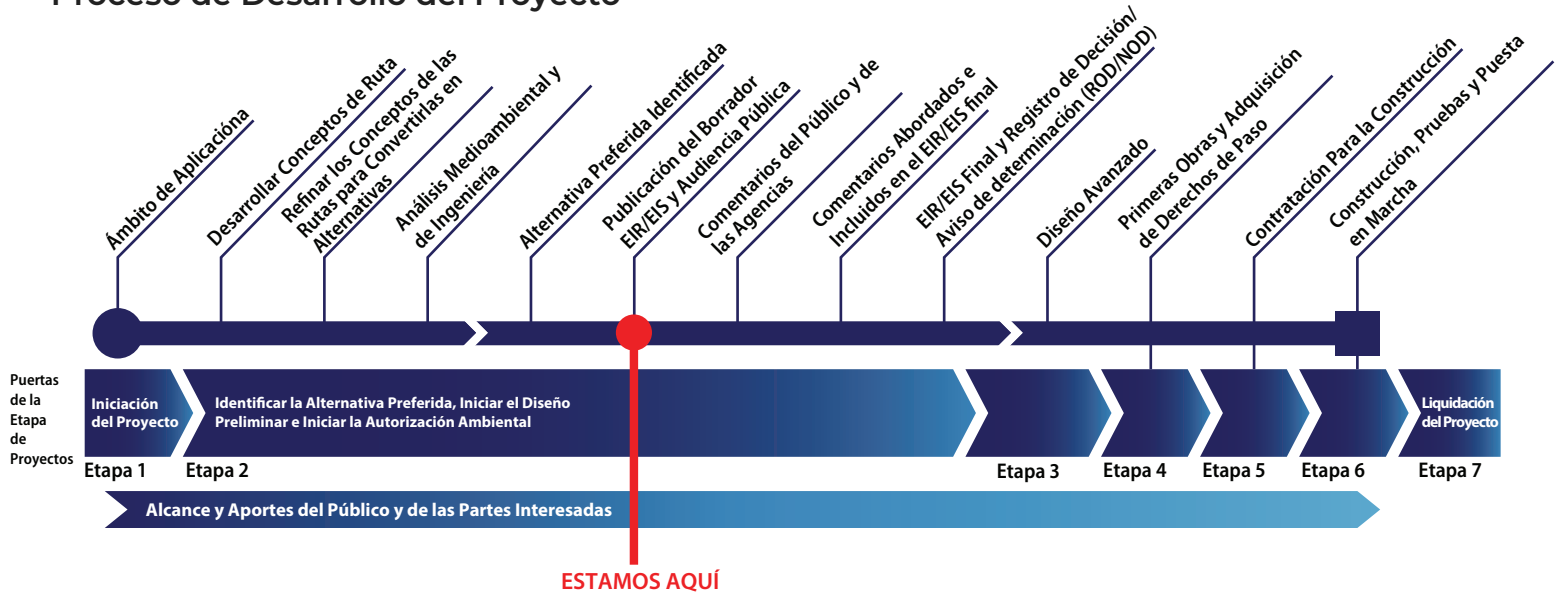 Proceso de Desarrollo del Proyecto
Ámbito de Aplicacióna
Desarrollar Conceptos de Ruta
Refinar los Conceptos de las
Rutas para Convertirlas en
Alternativas
Análisis Medioambiental y
de Ingeniería
Alternativa Preferida Identificada
Publicación del Borrador
EIR/EIS y Audiencia Pública
Comentarios del Público y de
las Agencias
Comentarios Abordados e
Incluidos en el EIR/EIS final
EIR/EIS Final y Registro de Decisión/
Aviso de determinación (ROD/NOD)
Diseño Avanzado
Primeras Obras y Adquisición
de Derechos de Paso
Contratación Para la Construcción
Construcción, Pruebas y Puesta
en Marcha
Puertas
de la
Etapa
de
Proyectos
Iniciación
del Proyecto
Identificar la Alternativa Preferida, Iniciar el Diseño
Preliminar e Iniciar la Autorización Ambiental
Liquidación
del Proyecto
Etapa 1
Etapa 2
Etapa 3
Etapa 4
Etapa 5
Etapa 6
Etapa 7
Alcance y Aportes del Público y de las Partes Interesadas
ESTAMOS AQUÍ